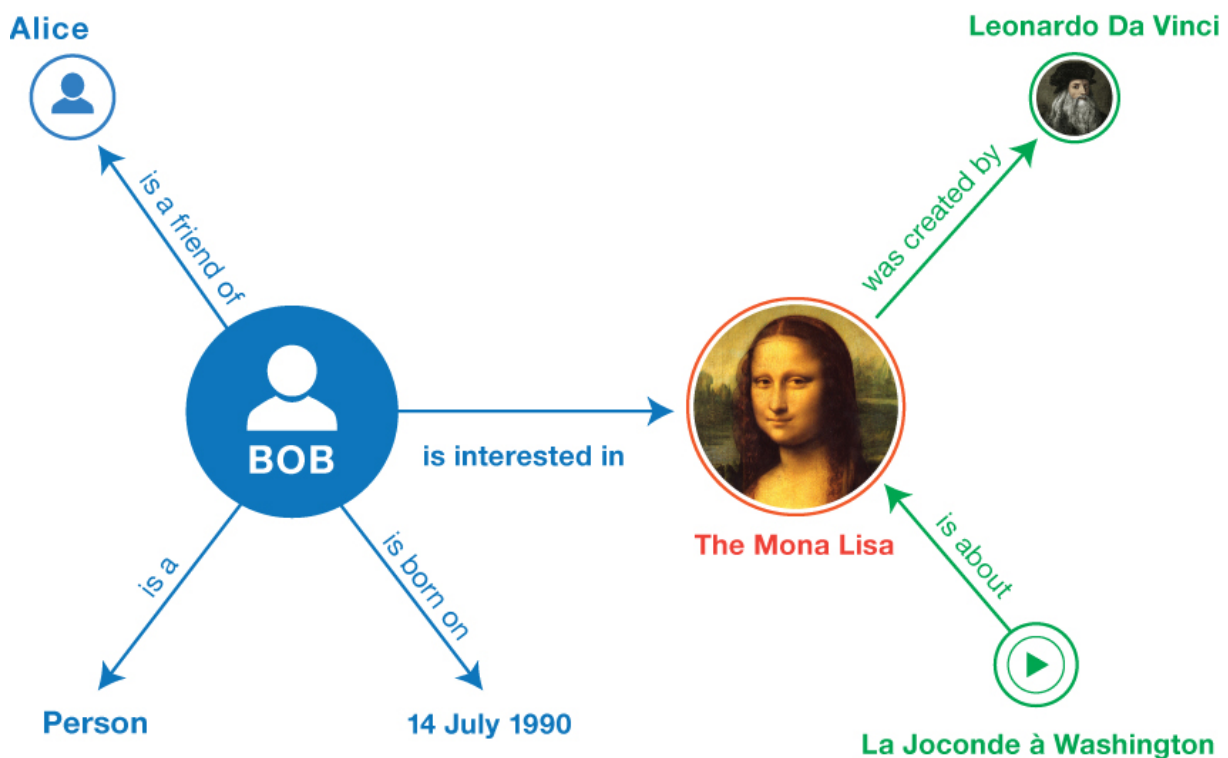 Alice
Leonardo Da Vinci
is a friend of
was created by
BOB
is interested in
The Mona Lisa
is a
is born on
is about
Person
14 July 1990
La Joconde à Washington